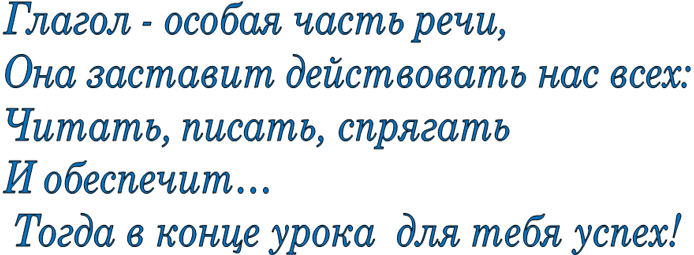 Глагол - особая часть речи,
Она заставит действовать нас всех:
Читать, писать, спрягать
И обеспечит...
Тогда в конце урока для тебя успех!